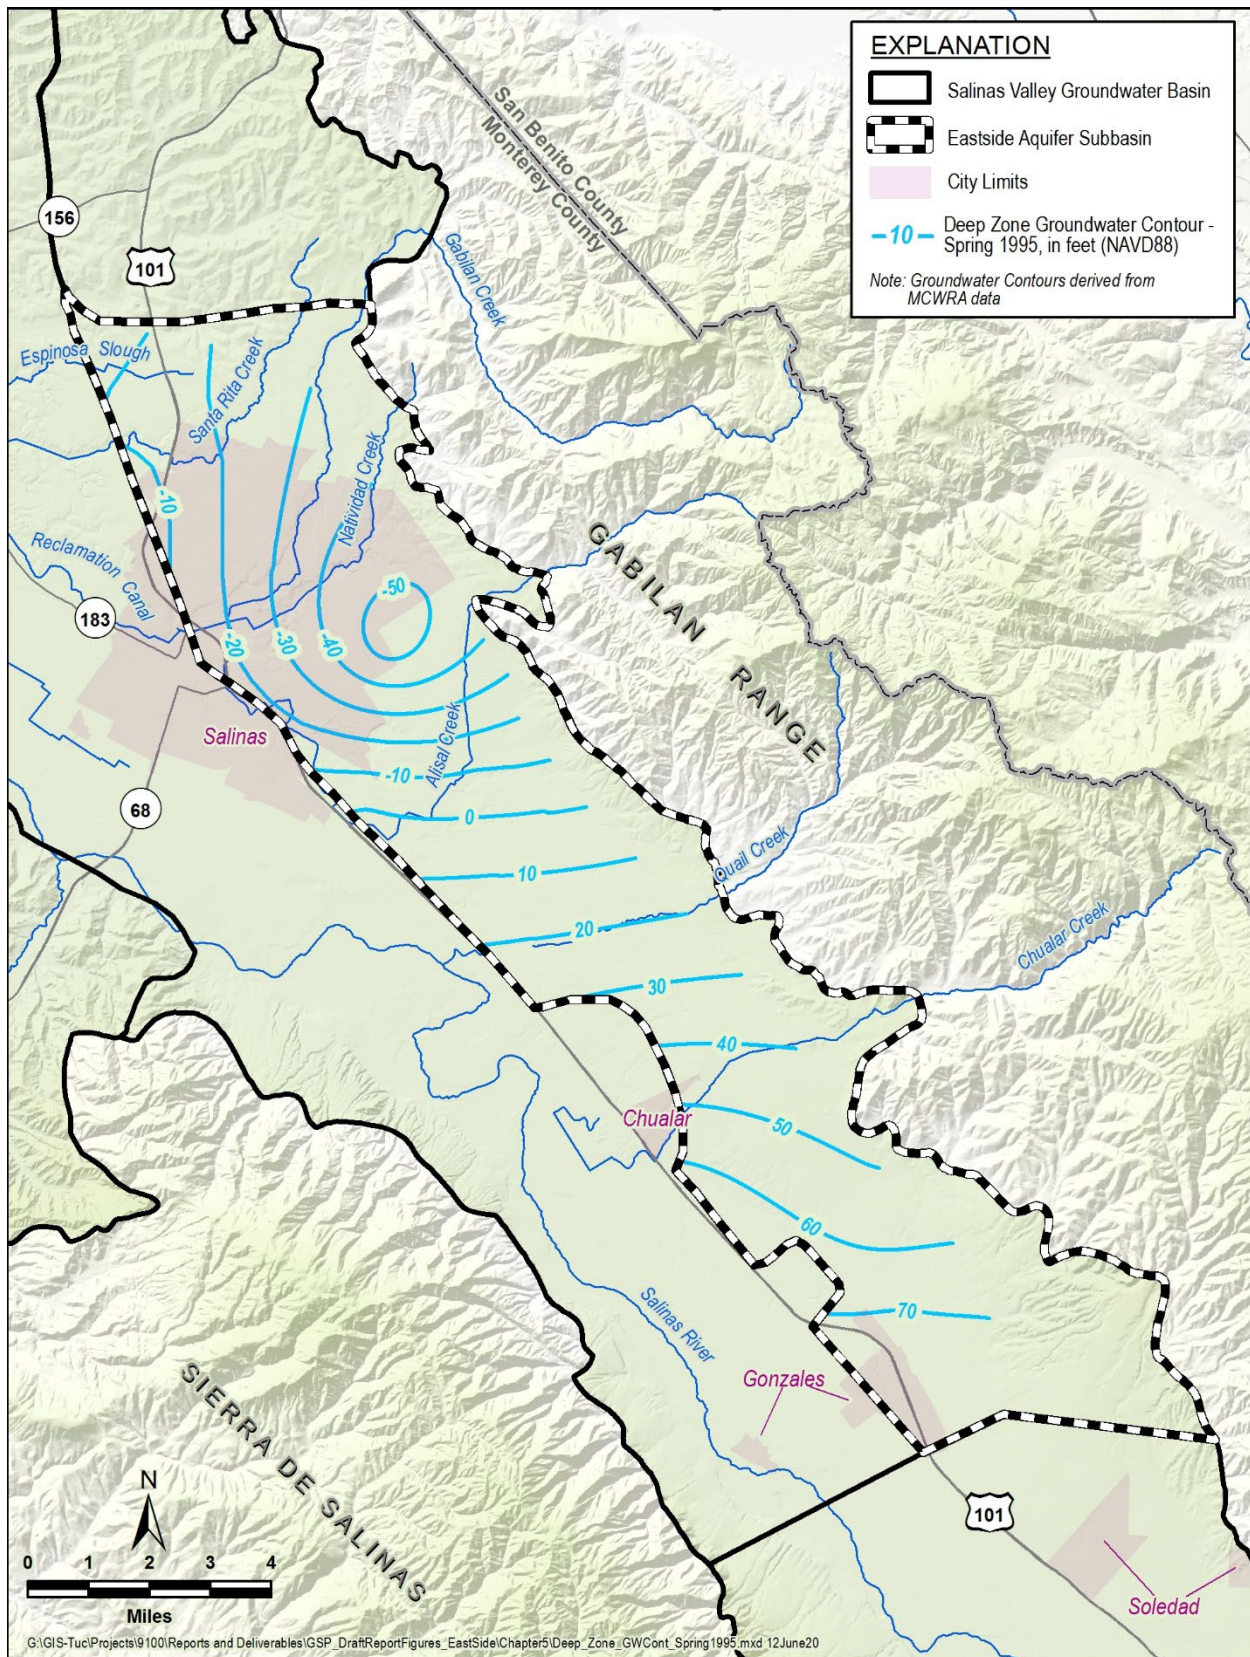 EXPLANATION
Salinas Valley Groundwater Basin
Eastside Aquifer Subbasin
City Limits
-10
Deep Zone Groundwater Contour -
Spring 1995, in feet (NAVD88)
Note: Groundwater Contours derived from
MCWRA data
San Benito County
Monterey County
156
101
Gabilan Creek
Espinosa Slough
Santa Rita Creek
Natividad Creek
-10
Reclamation Canal
183
-50
-40
-30
-20
GABILAN RANGE
Salinas
Alisal Creek
-10
68
0
10
Quail Creek
20
Chualar Creek
30
40
Chualar
50
60
Salinas River
70
Gonzales
SIERRA DE SALINAS
101
Soledad
N
0 1 2 3 4
Miles
G:\GIS-Tuc\Projects\9100\Reports and Deliverables\GSP_DraftReportFigures_EastSide\Chapter5\Deep_Zone_GWCont_Spring1995.mxd 12June20